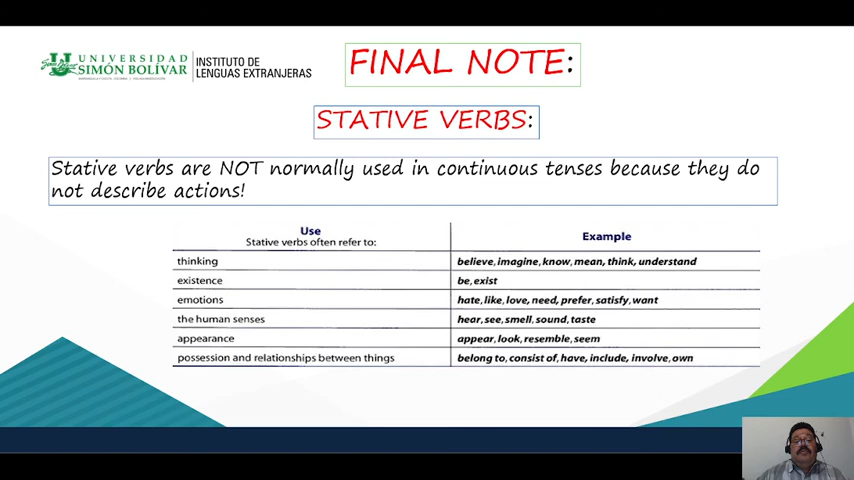 UNIVERSIDAD
SIMÓN BOLÍVAR
INSTITUTO DE
LENGUAS EXTRANJERAS
FINAL NOTE:
STATIVE VERBS:
Stative verbs are NOT normally used in continuous tenses because they do
not describe actions!
Use
Stative verbs often refer to:
Example
thinking
believe, imagine, know, mean, think, understand
existence
be, exist
emotions
hate, like, love, need, prefer, satisfy, want
the human senses
hear, see, smell, sound, taste
appearance
appear, look, resemble, seem
possession and relationships between things
belong to, consist of, have, include, involve, own